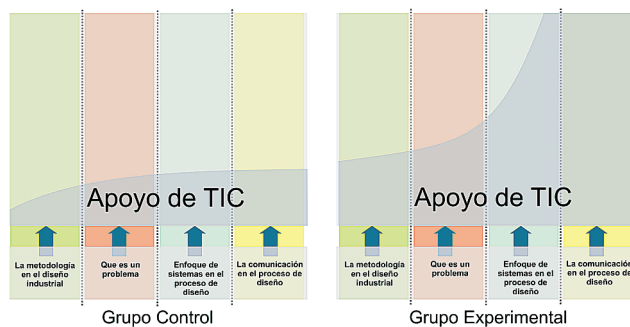 Apoyo de TIC
La metodología
en el diseño
industrial
Que es un
problema
Enfoque de
sistemas en el
proceso de
diseño
La comunicación
en el proceso de
diseño
Grupo Control
Apoyo de TIC
La metodología
en el diseño
industrial
Que es un
problema
Enfoque de
sistemas en el
proceso de
diseño
La comunicación
en el proceso de
diseño
Grupo Experimental